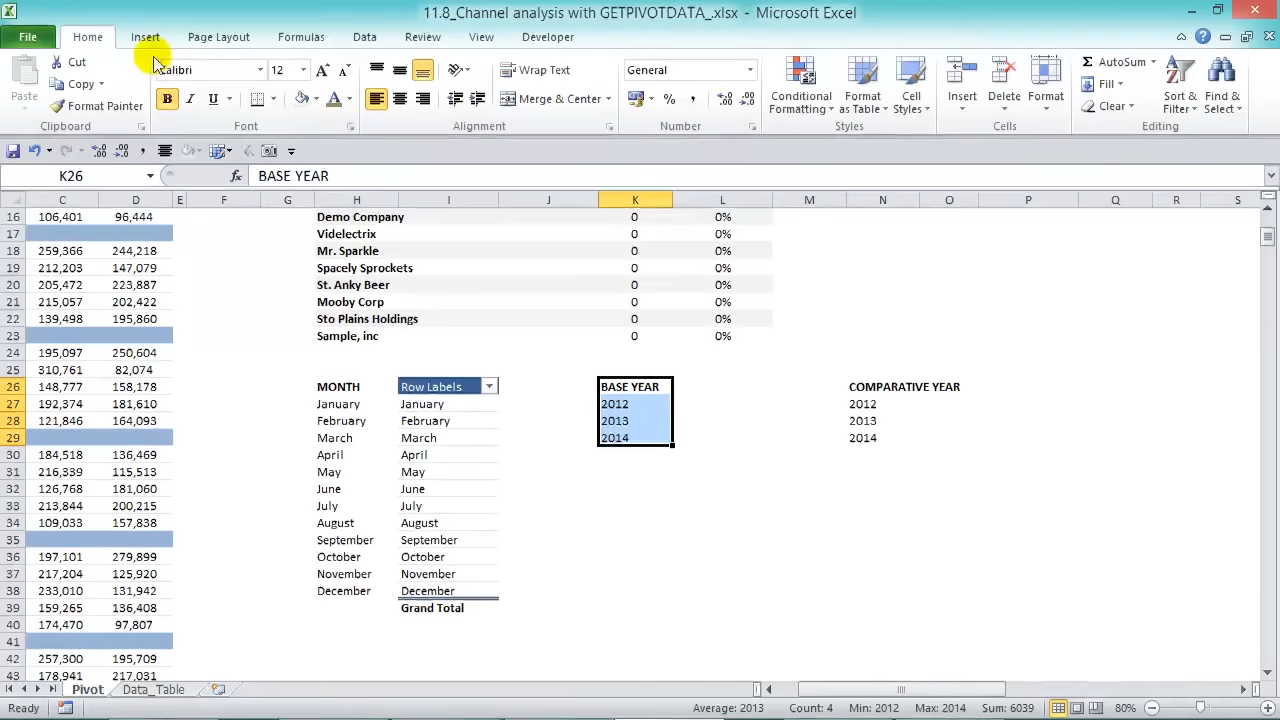 11.8_Channel analysis with GETPIVOTDATA_.xlsx - Microsoft Excel
File Home Insert Page Layout Formulas Data Review View Developer
Paste Cut Copy Format Painter Clipboard
Calibri 12 B I U A Font
Wrap Text Merge & Center Alignment
General % , Number
Conditional Formatting Format as Table Cell Styles Styles
Insert Delete Format Cells
AutoSum Fill Clear Sort & Filter Find & Select Editing
K26 fx BASE YEAR
C D E F G H I J K L M N O P Q R S
16 106,401 96,444 Demo Company 0 0%
17 Videlectrix 0 0%
18 259,366 244,218 Mr. Sparkle 0 0%
19 212,203 147,079 Spacely Sprockets 0 0%
20 205,472 223,887 St. Anky Beer 0 0%
21 215,057 202,422 Mooby Corp 0 0%
22 139,498 195,860 Sto Plains Holdings 0 0%
23 Sample, inc 0 0%
24 195,097 250,604
25 310,761 82,074
26 148,777 158,178 MONTH Row Labels BASE YEAR COMPARATIVE YEAR
27 192,374 181,610 January January 2012 2012
28 121,846 164,093 February February 2013 2013
29 March March 2014 2014
30 184,518 136,469 April April
31 216,339 115,513 May May
32 126,768 181,060 June June
33 213,844 200,215 July July
34 109,033 157,838 August August
35 September September
36 197,101 279,899 October October
37 217,204 125,920 November November
38 233,010 131,942 December December
39 159,265 136,408 Grand Total
40 174,470 97,807
41
42 257,300 195,709
43 178,941 217,031
Pivot Data_Table
Ready Average: 2013 Count: 4 Min: 2012 Max: 2014 Sum: 6039 80%